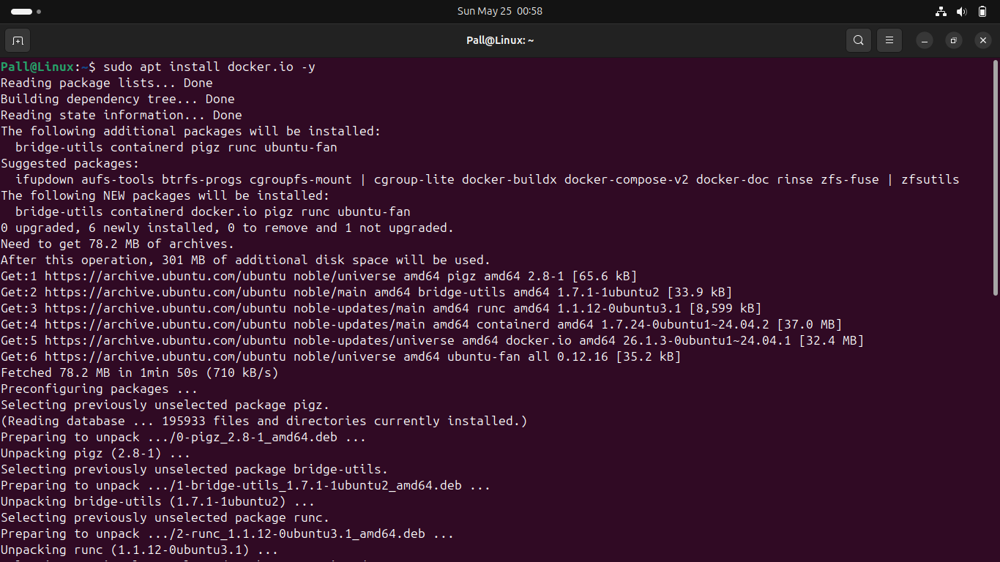 Sun May 25  00:58
Pall@Linux: ~
Pall@Linux:~$ sudo apt install docker.io -y
Reading package lists... Done
Building dependency tree... Done
Reading state information... Done
The following additional packages will be installed:
  bridge-utils containerd pigz runc ubuntu-fan
Suggested packages:
  ifupdown aufs-tools btrfs-progs cgroupfs-mount | cgroup-lite docker-buildx docker-compose-v2 docker-doc rinse zfs-fuse | zfsutils
The following NEW packages will be installed:
  bridge-utils containerd docker.io pigz runc ubuntu-fan
0 upgraded, 6 newly installed, 0 to remove and 1 not upgraded.
Need to get 78.2 MB of archives.
After this operation, 301 MB of additional disk space will be used.
Get:1 https://archive.ubuntu.com/ubuntu noble/universe amd64 pigz amd64 2.8-1 [65.6 kB]
Get:2 https://archive.ubuntu.com/ubuntu noble/main amd64 bridge-utils amd64 1.7.1-1ubuntu2 [33.9 kB]
Get:3 https://archive.ubuntu.com/ubuntu noble-updates/main amd64 runc amd64 1.1.12-0ubuntu3.1 [8,599 kB]
Get:4 https://archive.ubuntu.com/ubuntu noble-updates/main amd64 containerd amd64 1.7.24-0ubuntu1~24.04.2 [37.0 MB]
Get:5 https://archive.ubuntu.com/ubuntu noble-updates/universe amd64 docker.io amd64 26.1.3-0ubuntu1~24.04.1 [32.4 MB]
Get:6 https://archive.ubuntu.com/ubuntu noble/universe amd64 ubuntu-fan all 0.12.16 [35.2 kB]
Fetched 78.2 MB in 1min 50s (710 kB/s)
Preconfiguring packages ...
Selecting previously unselected package pigz.
(Reading database ... 195933 files and directories currently installed.)
Preparing to unpack .../0-pigz_2.8-1_amd64.deb ...
Unpacking pigz (2.8-1) ...
Selecting previously unselected package bridge-utils.
Preparing to unpack .../1-bridge-utils_1.7.1-1ubuntu2_amd64.deb ...
Unpacking bridge-utils (1.7.1-1ubuntu2) ...
Selecting previously unselected package runc.
Preparing to unpack .../2-runc_1.1.12-0ubuntu3.1_amd64.deb ...
Unpacking runc (1.1.12-0ubuntu3.1) ...